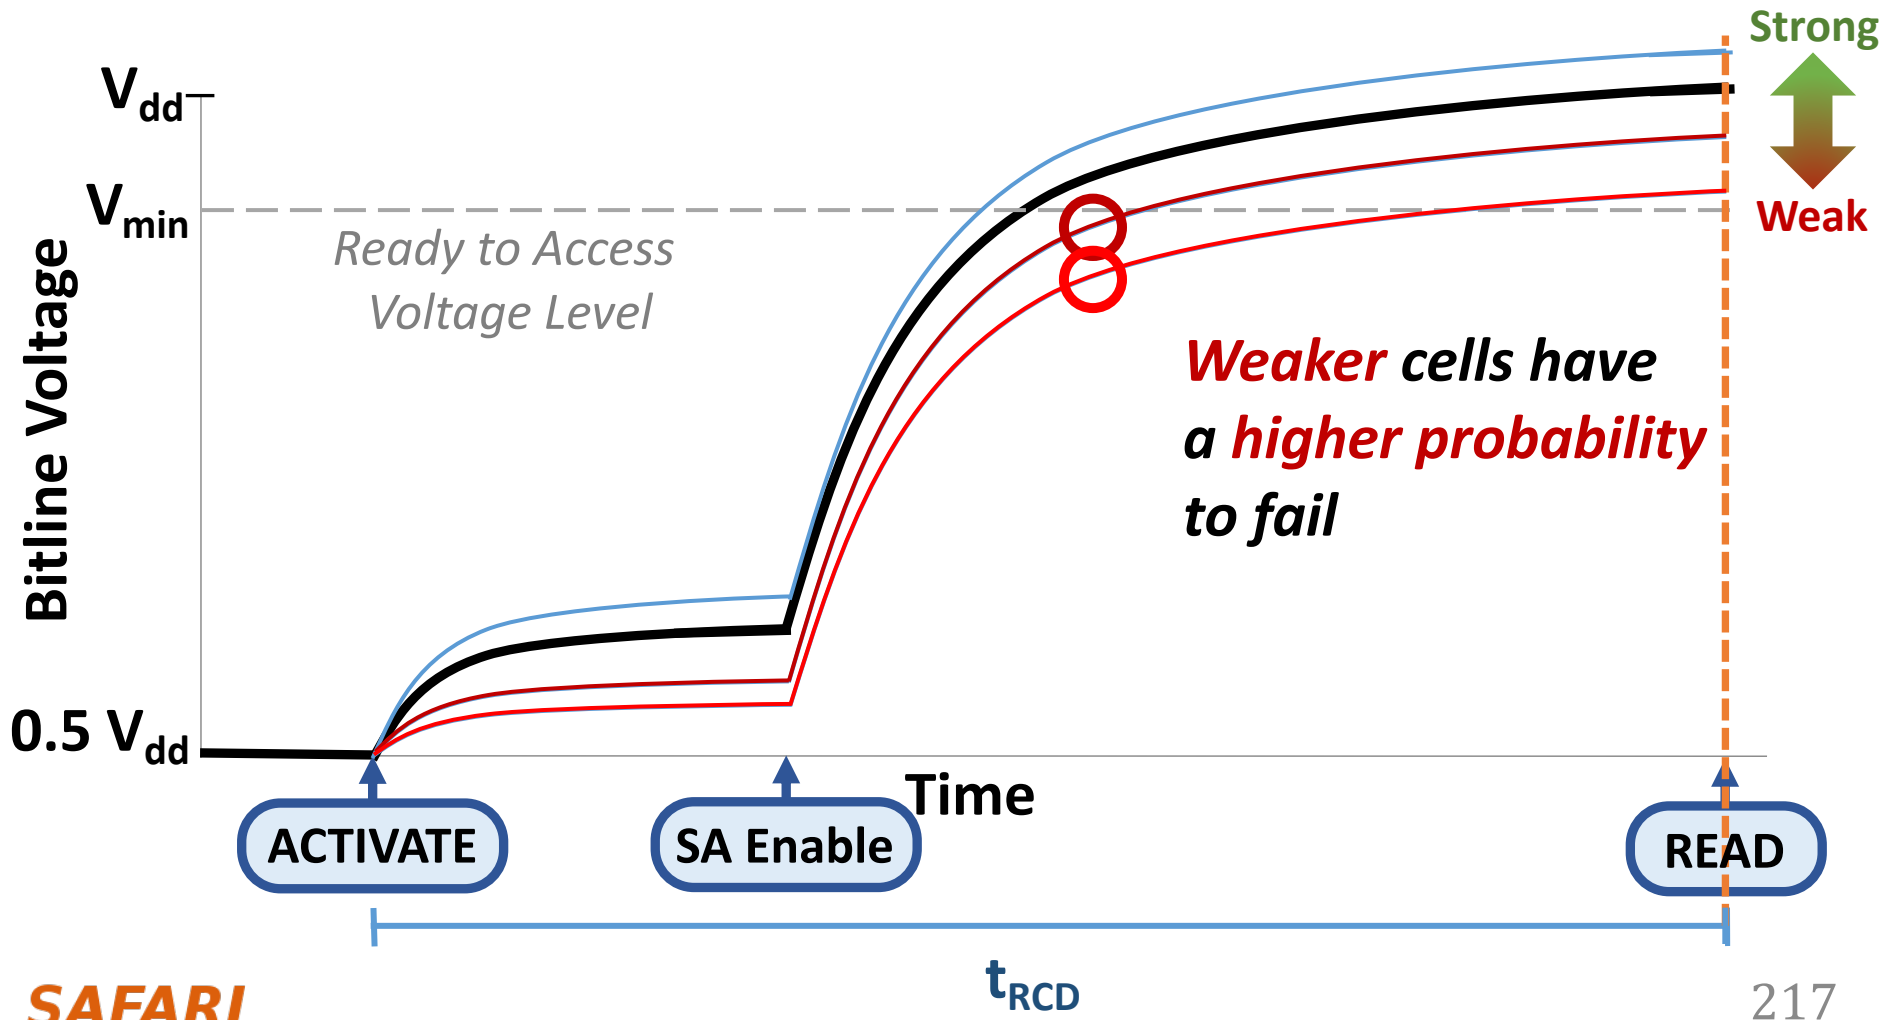 Strong
Vdd
Vmin
Weak
Ready to Access
Voltage Level
Bitline Voltage
Weaker cells have
a higher probability
to fail
0.5 Vdd
Time
ACTIVATE
SA Enable
READ
tRCD
SAFARI
217